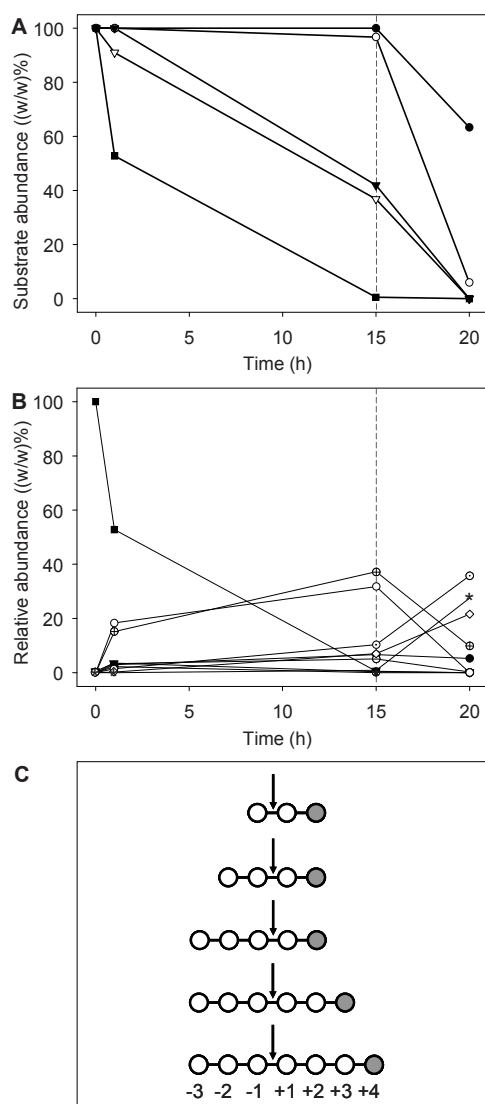 A
Substrate abundance ((w/w)%)
100
80
60
40
20
0
0 5 10 15 20
Time (h)
B
Relative abundance ((w/w)%)
100
80
60
40
20
0
0 5 10 15 20
Time (h)
C
-3 -2 -1 +1 +2 +3 +4